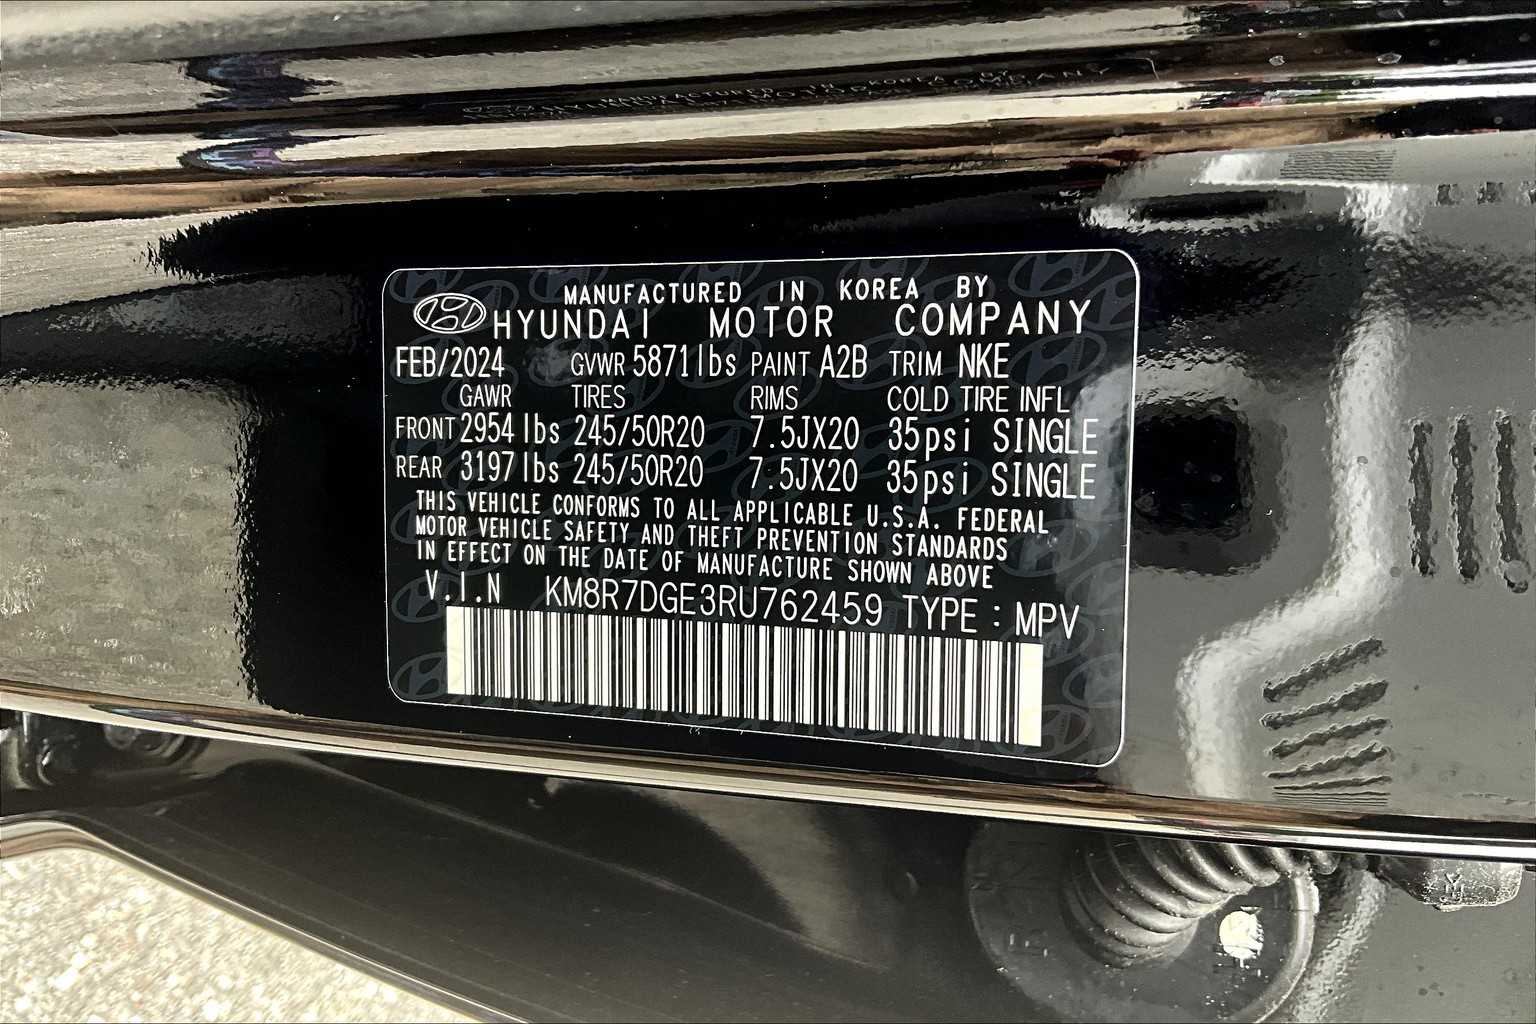 MANUFACTURED IN KOREA BY
HYUNDAI MOTOR COMPANY
FEB/2024 GVWR 5871lbs PAINT A2B TRIM NKE
GAWR TIRES RIMS COLD TIRE INFL
FRONT 2954lbs 245/50R20 7.5JX20 35psi SINGLE
REAR 3197lbs 245/50R20 7.5JX20 35psi SINGLE
THIS VEHICLE CONFORMS TO ALL APPLICABLE U.S.A. FEDERAL
MOTOR VEHICLE SAFETY AND THEFT PREVENTION STANDARDS
IN EFFECT ON THE DATE OF MANUFACTURE SHOWN ABOVE
V.I.N KM8R7DGE3RU762459 TYPE : MPV